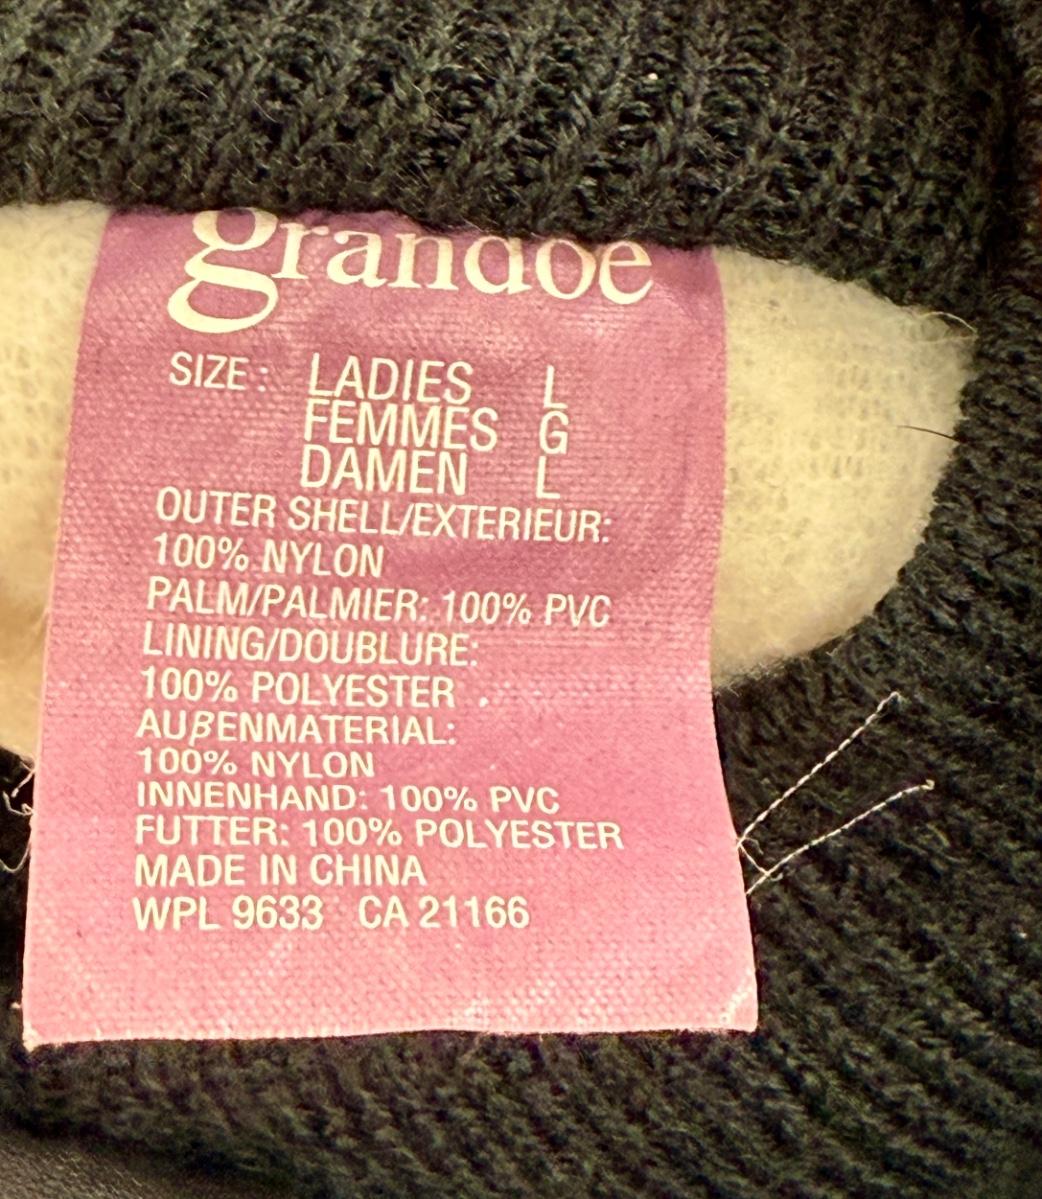 grandoe
SIZE: LADIES L
FEMMES G
DAMEN L
OUTER SHELL/EXTERIEUR:
100% NYLON
PALM/PALMIER: 100% PVC
LINING/DOUBLURE:
100% POLYESTER
AUßENMATERIAL:
100% NYLON
INNENHAND: 100% PVC
FUTTER: 100% POLYESTER
MADE IN CHINA
WPL 9633 CA 21166